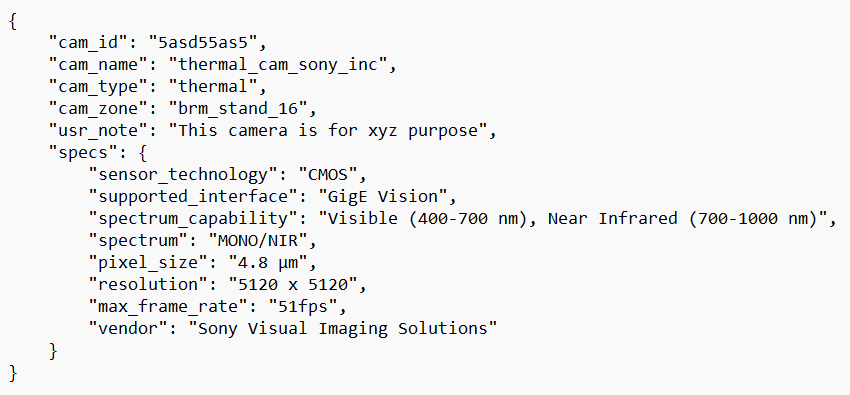 {
    "cam_id": "5asd55as5",
    "cam_name": "thermal_cam_sony_inc",
    "cam_type": "thermal",
    "cam_zone": "brm_stand_16",
    "usr_note": "This camera is for xyz purpose",
    "specs": {
        "sensor_technology": "CMOS",
        "supported_interface": "GigE Vision",
        "spectrum_capability": "Visible (400-700 nm), Near Infrared (700-1000 nm)",
        "spectrum": "MONO/NIR",
        "pixel_size": "4.8 µm",
        "resolution": "5120 x 5120",
        "max_frame_rate": "51fps",
        "vendor": "Sony Visual Imaging Solutions"
    }
}